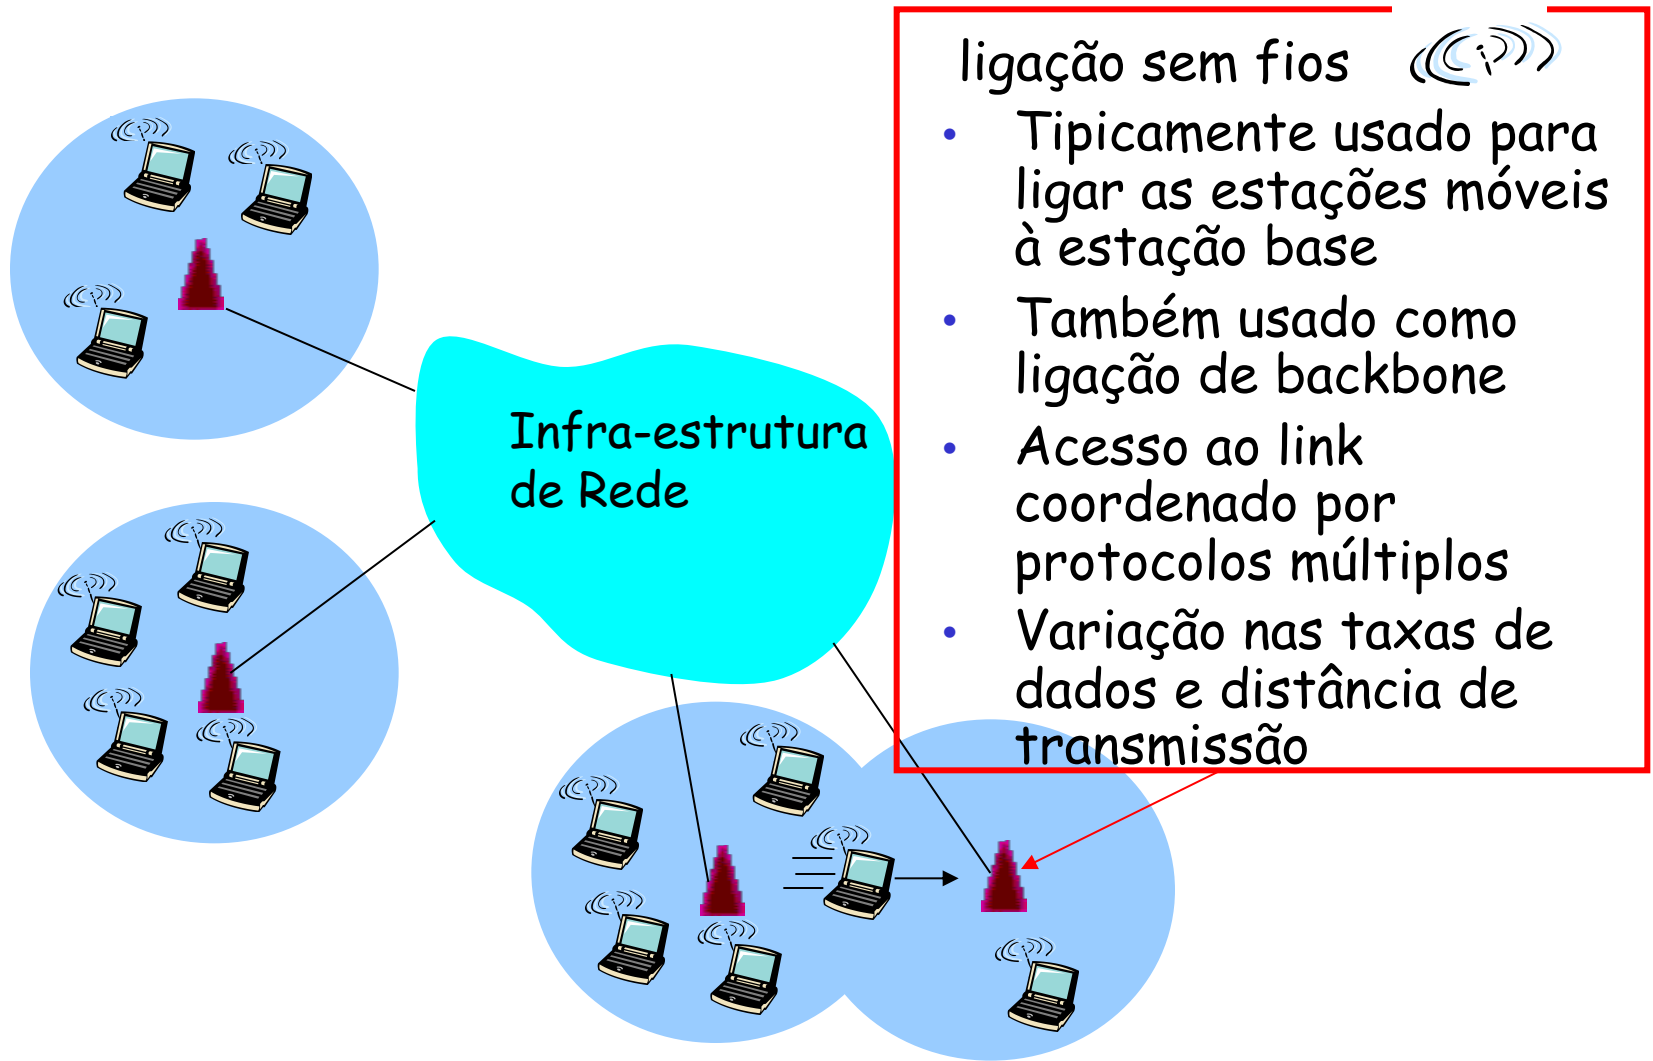 ligação sem fios
• Tipicamente usado para
ligar as estações móveis
à estação base
• Também usado como
ligação de backbone
• Acesso ao link
coordenado por
protocolos múltiplos
• Variação nas taxas de
dados e distância de
transmissão
Infra-estrutura
de Rede